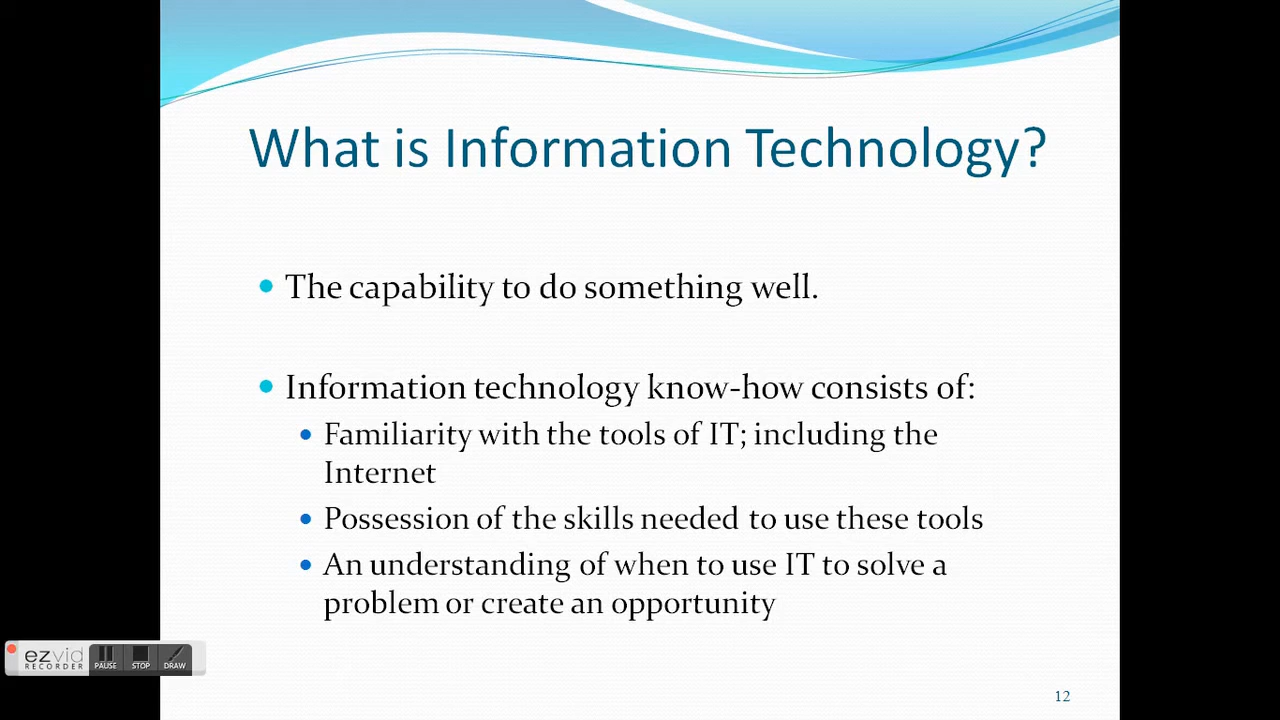 What is Information Technology?
The capability to do something well.
Information technology know-how consists of:
Familiarity with the tools of IT; including the
Internet
Possession of the skills needed to use these tools
An understanding of when to use IT to solve a
problem or create an opportunity
ezvid
RECORDER
PAUSE STOP DRAW
12